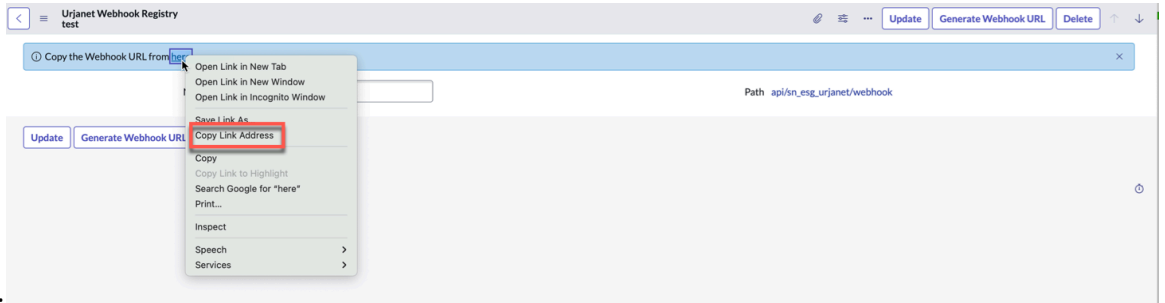 Urjanet Webhook Registry
test
Update
Generate Webhook URL
Delete
Copy the Webhook URL from here
Path api/sn_esg_urjanet/webhook
Update
Generate Webhook URL
Open Link in New Tab
Open Link in New Window
Open Link in Incognito Window
Save Link As...
Copy Link Address
Copy
Copy Link to Highlight
Search Google for “here”
Print...
Inspect
Speech
Services